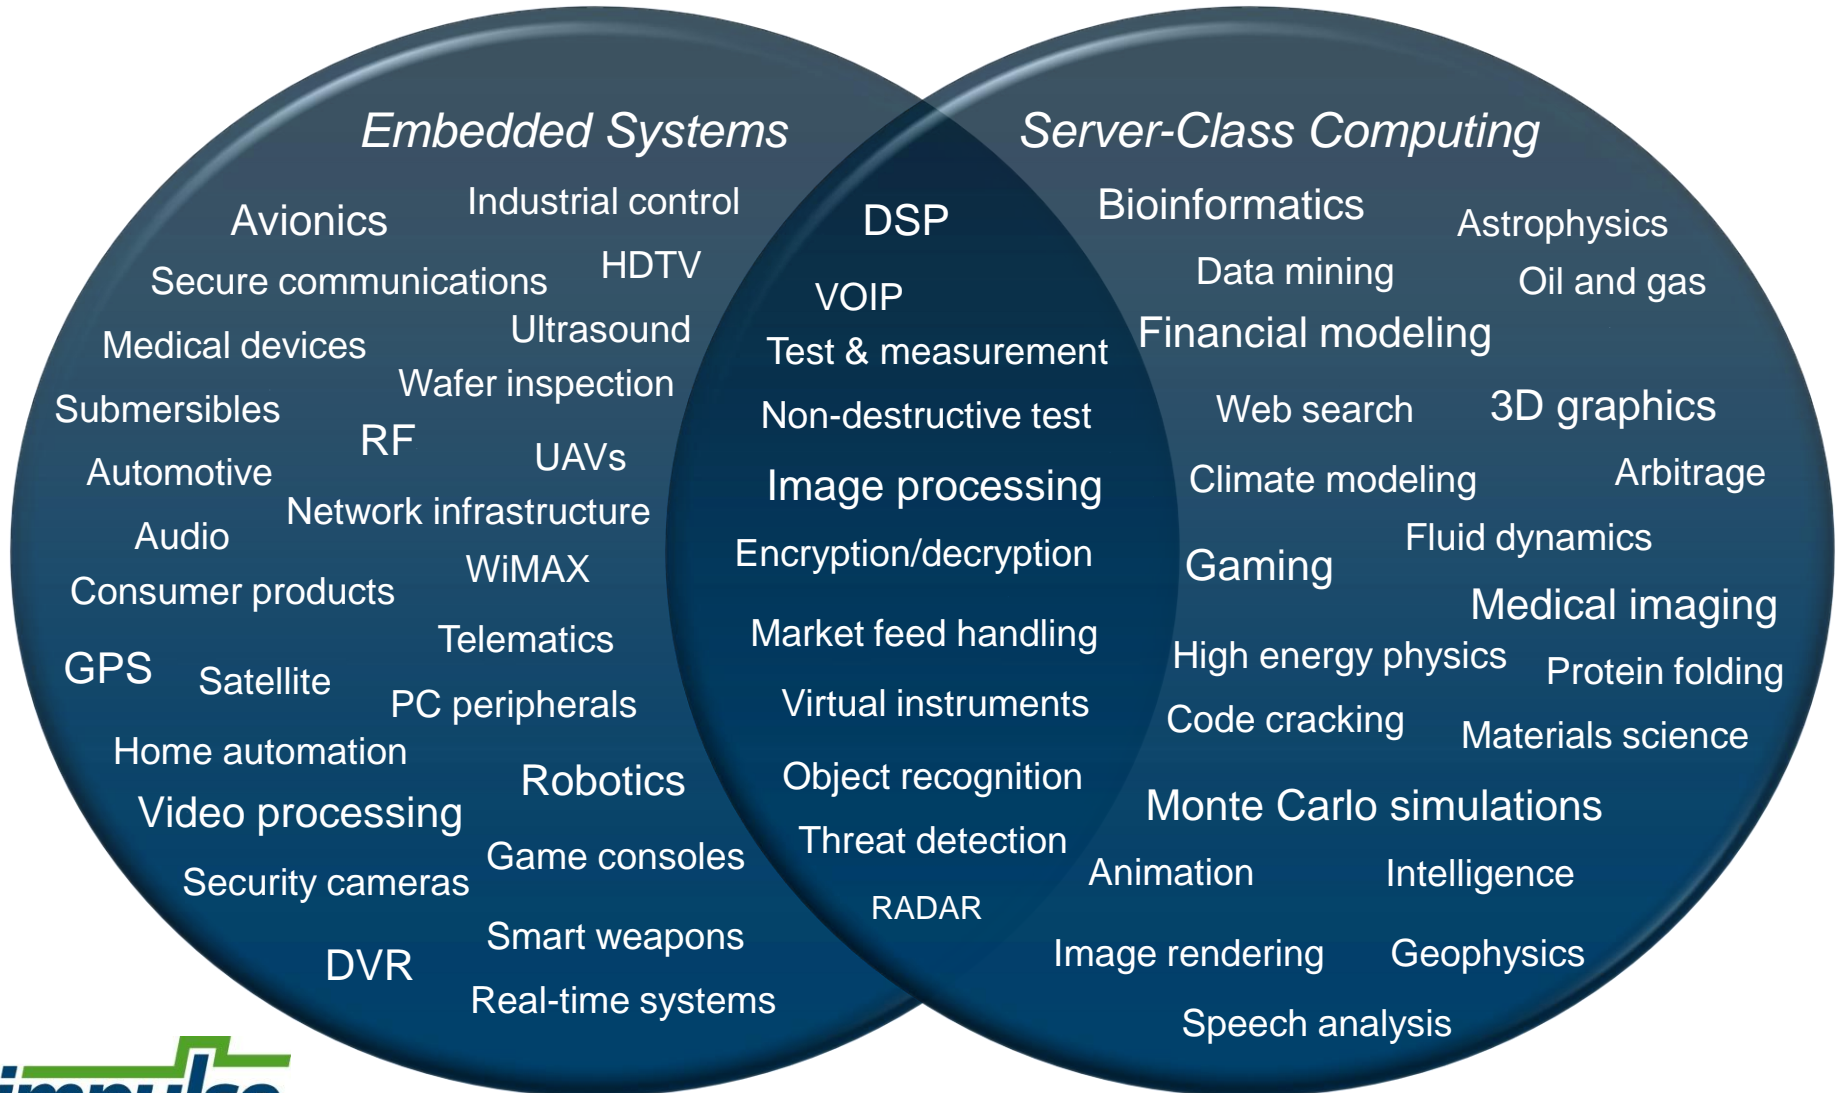 Embedded Systems
Industrial control
Avionics
HDTV
Secure communications
Ultrasound
Medical devices
Wafer inspection
Submersibles
RF
UAVs
Automotive
Network infrastructure
Audio
WiMAX
Consumer products
Telematics
GPS
Satellite
PC peripherals
Home automation
Robotics
Video processing
Game consoles
Security cameras
Smart weapons
DVR
Real-time systems
DSP
VOIP
Test & measurement
Non-destructive test
Image processing
Encryption/decryption
Market feed handling
Virtual instruments
Object recognition
Threat detection
RADAR
Server-Class Computing
Bioinformatics
Astrophysics
Data mining
Oil and gas
Financial modeling
Web search
3D graphics
Climate modeling
Arbitrage
Fluid dynamics
Gaming
Medical imaging
High energy physics
Protein folding
Code cracking
Materials science
Monte Carlo simulations
Animation
Intelligence
Image rendering
Geophysics
Speech analysis
impulse